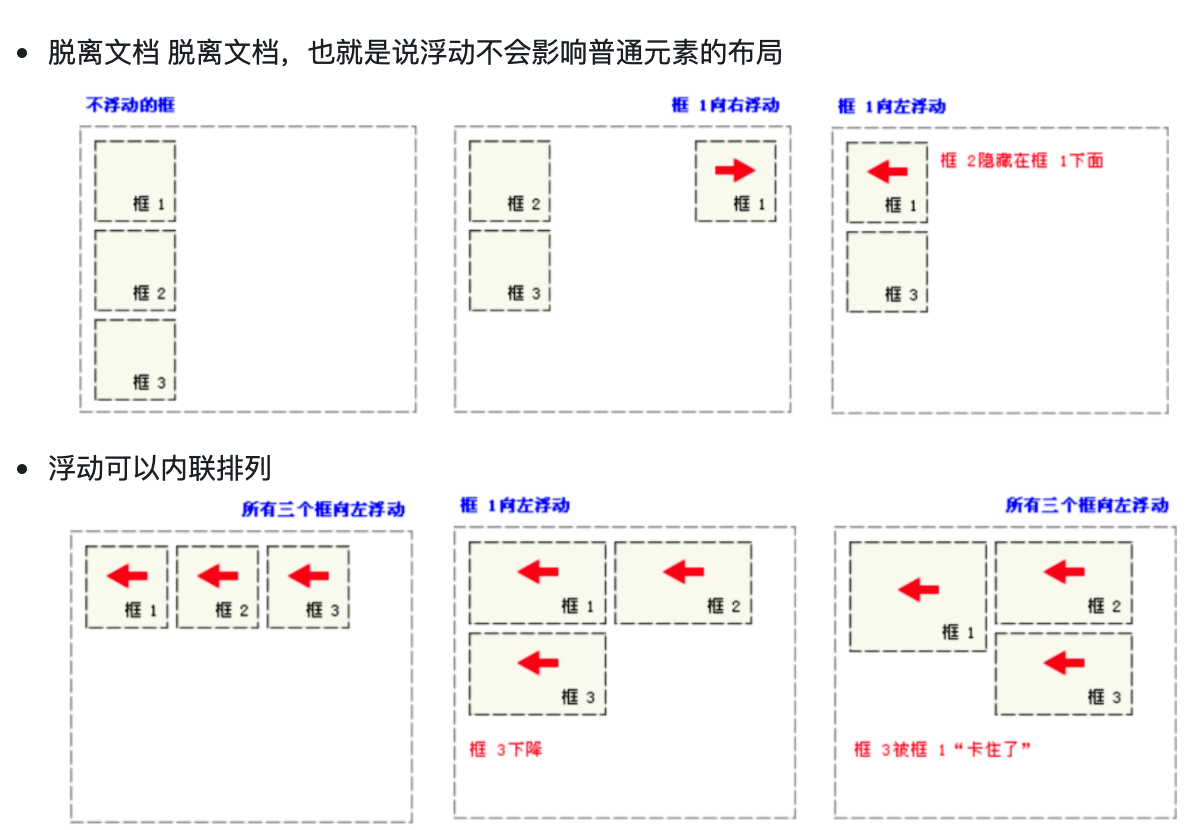 脱离文档 脱离文档，也就是说浮动不会影响普通元素的布局
不浮动的框
框 1
框 2
框 3
框 1向右浮动
框 2
框 1
框 3
框 1向左浮动
框 2隐藏在框 1下面
框 1
框 3
浮动可以内联排列
所有三个框向左浮动
框 1
框 2
框 3
框 1向左浮动
框 1
框 2
框 3
框 3下降
所有三个框向左浮动
框 1
框 2
框 3
框 3被框 1“卡住了”